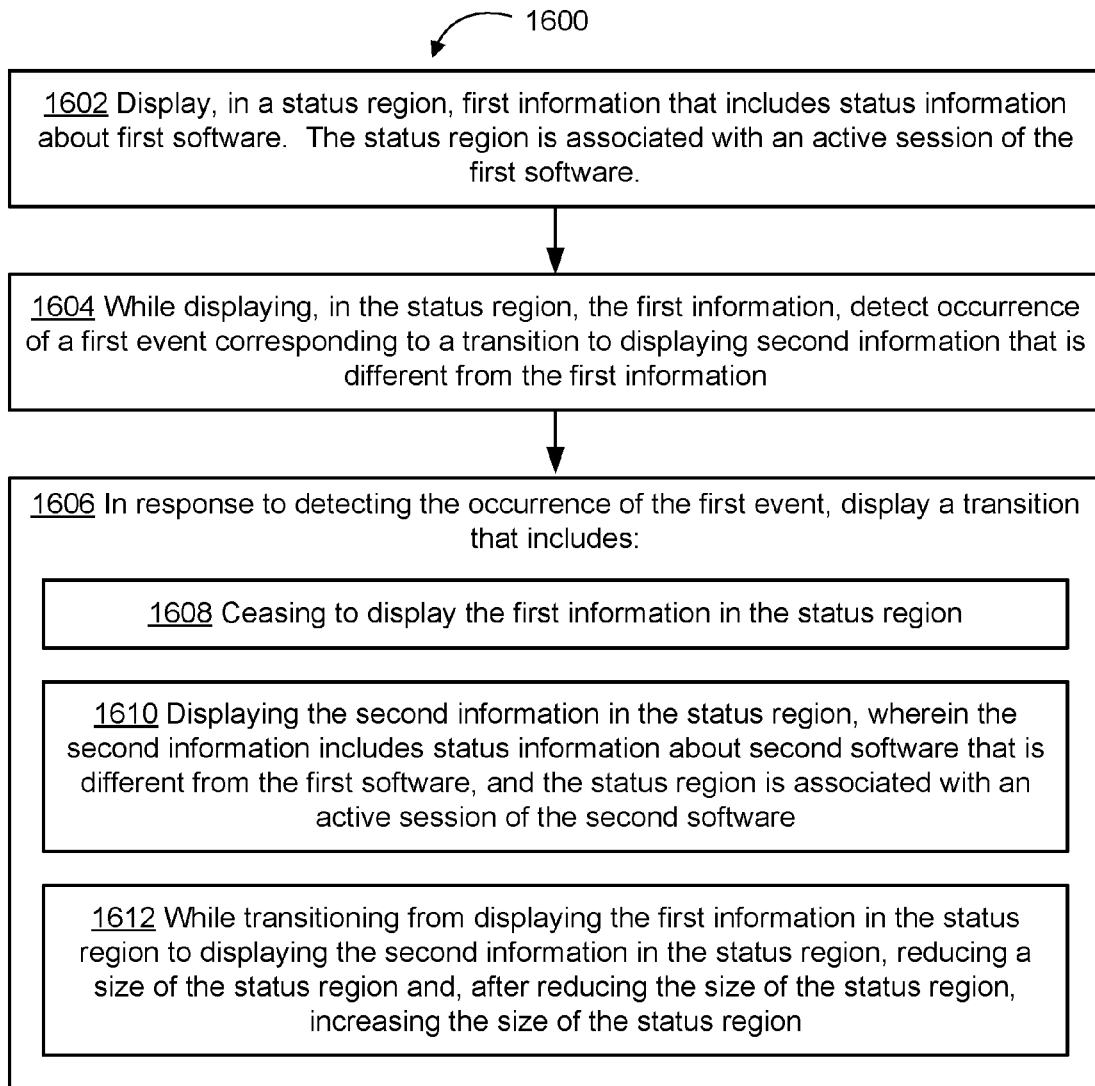 1600
1602 Display, in a status region, first information that includes status information
about first software.  The status region is associated with an active session of the
first software.
1604 While displaying, in the status region, the first information, detect occurrence
of a first event corresponding to a transition to displaying second information that is
different from the first information
1606 In response to detecting the occurrence of the first event, display a transition
that includes:
1608 Ceasing to display the first information in the status region
1610 Displaying the second information in the status region, wherein the
second information includes status information about second software that is
different from the first software, and the status region is associated with an
active session of the second software
1612 While transitioning from displaying the first information in the status
region to displaying the second information in the status region, reducing a
size of the status region and, after reducing the size of the status region,
increasing the size of the status region